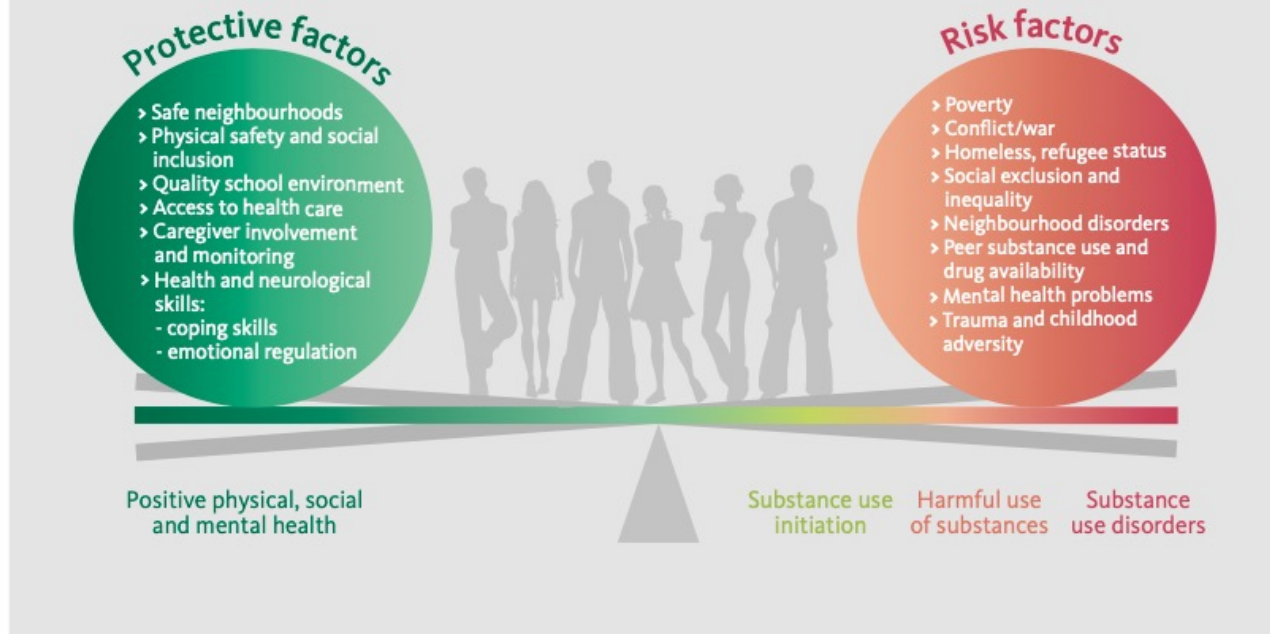 Protective factors
> Safe neighbourhoods
> Physical safety and social
inclusion
> Quality school environment
> Access to health care
> Caregiver involvement
and monitoring
> Health and neurological
skills:
- coping skills
- emotional regulation
Risk factors
> Poverty
> Conflict/war
> Homeless, refugee status
> Social exclusion and
inequality
> Neighbourhood disorders
> Peer substance use and
drug availability
> Mental health problems
> Trauma and childhood
adversity
Positive physical, social
and mental health
Substance use
initiation
Harmful use
of substances
Substance
use disorders